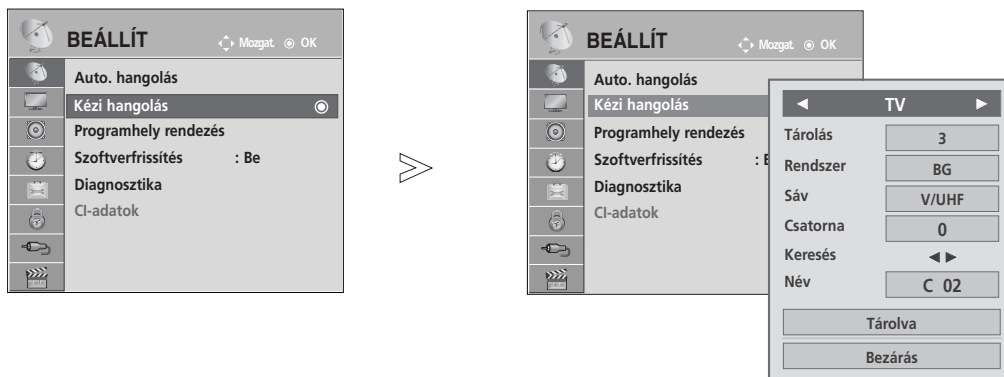 BEÁLLÍT
Mozgat. OK
Auto. hangolás
Kézi hangolás
Programhely rendezés
Szoftverfrissítés : Be
Diagnosztika
CI-adatok
BEÁLLÍT
Mozgat. OK
Auto. hangolás
Kézi hangolás
Programhely rendezés
Szoftverfrissítés : B
Diagnosztika
CI-adatok
◄ TV ►
Tárolás 3
Rendszer BG
Sáv V/UHF
Csatorna 0
Keresés ◄►
Név C 02
Tárolva
Bezárás